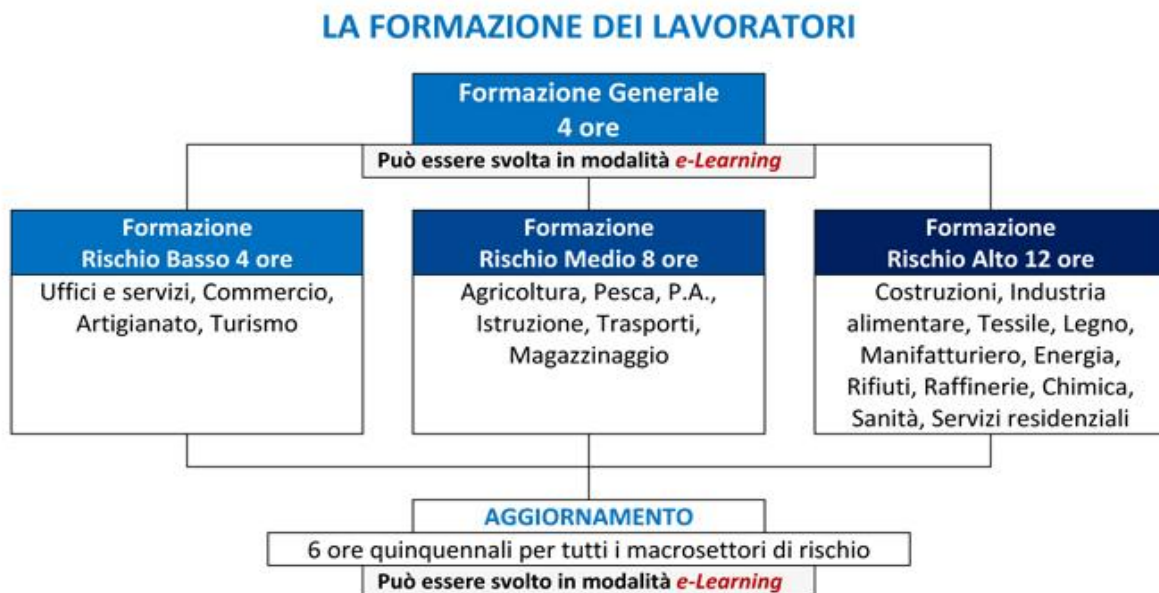 LA FORMAZIONE DEI LAVORATORI
Formazione Generale
4 ore
Può essere svolta in modalità e-Learning
Formazione
Rischio Basso 4 ore
Uffici e servizi, Commercio,
Artigianato, Turismo
Formazione
Rischio Medio 8 ore
Agricoltura, Pesca, P.A.,
Istruzione, Trasporti,
Magazzinaggio
Formazione
Rischio Alto 12 ore
Costruzioni, Industria
alimentare, Tessile, Legno,
Manifatturiero, Energia,
Rifiuti, Raffinerie, Chimica,
Sanità, Servizi residenziali
AGGIORNAMENTO
6 ore quinquennali per tutti i macrosettori di rischio
Può essere svolto in modalità e-Learning